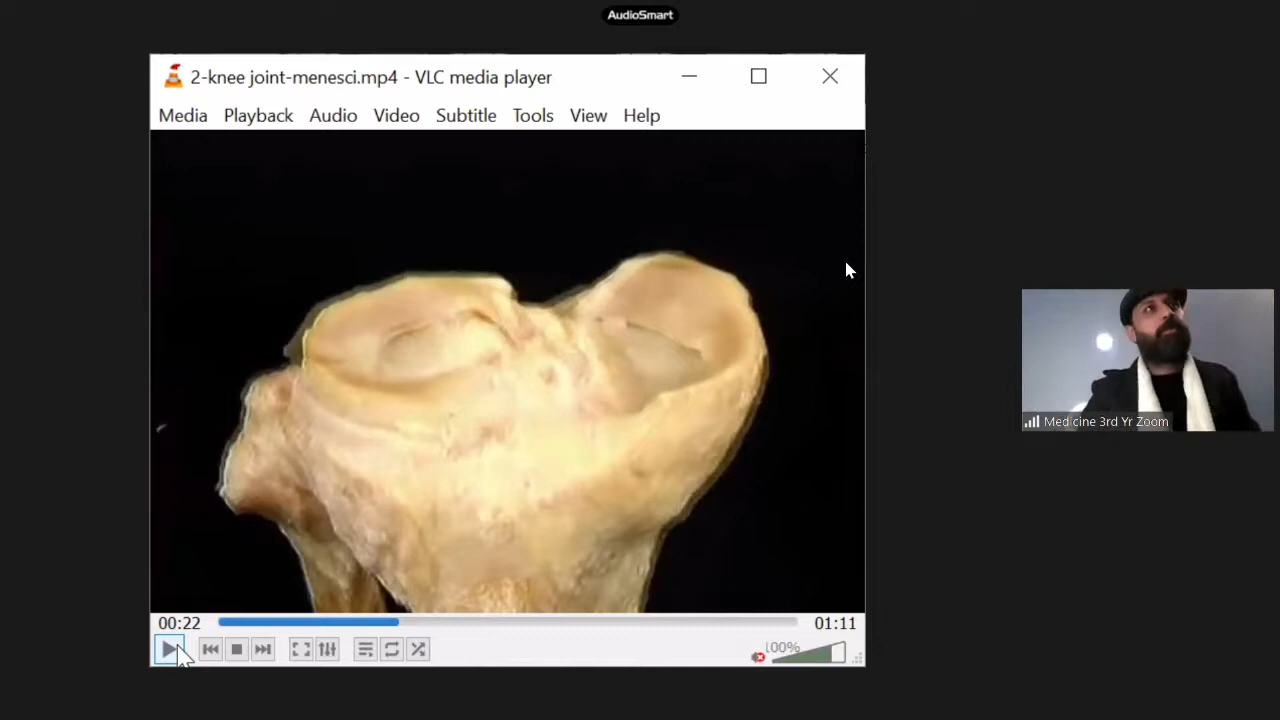 AudioSmart
2-knee joint-menesci.mp4 - VLC media player
Media Playback Audio Video Subtitle Tools View Help
Medicine 3rd Yr Zoom
00:22
01:11
100%